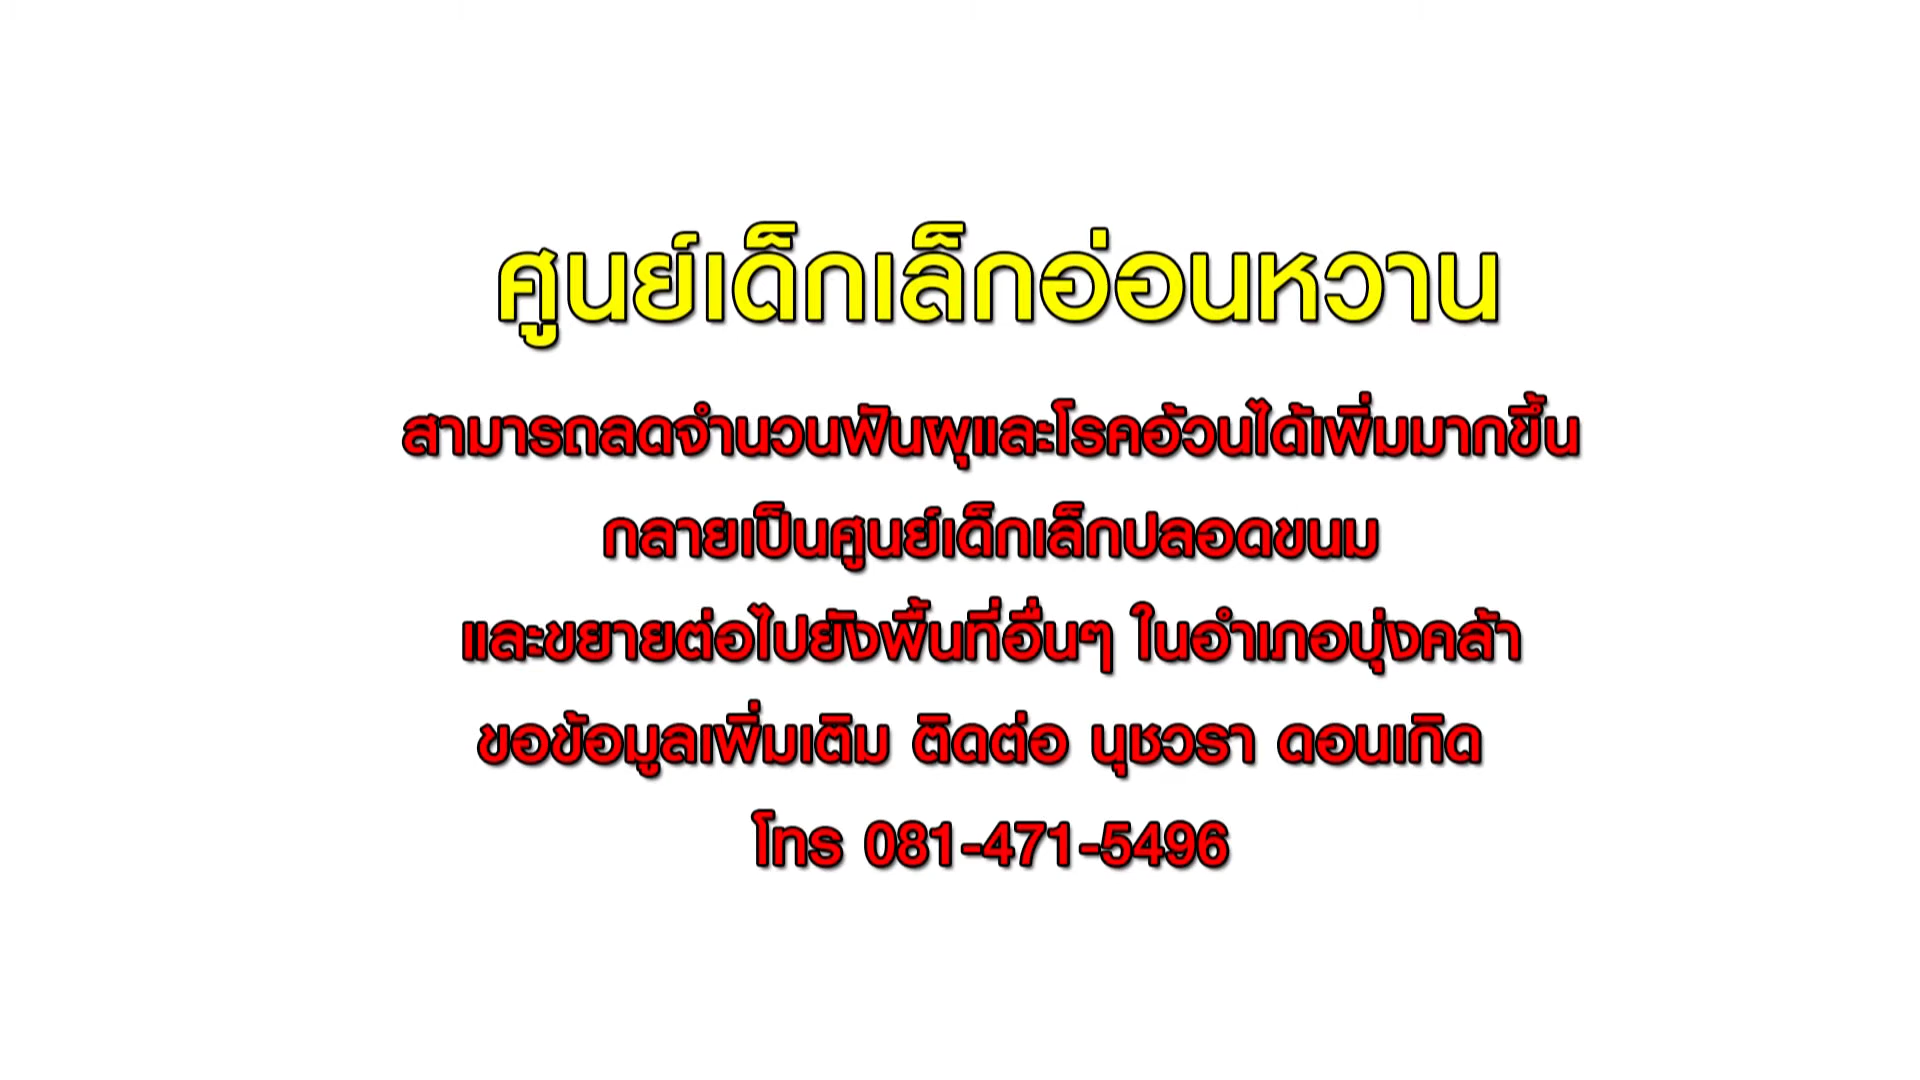 ศูนย์เด็กเล็กอ่อนหวาน
สามารถลดจำนวนฟันผุและโรคอ้วนได้เพิ่มมากขึ้น
กลายเป็นศูนย์เด็กเล็กปลอดขนม
และขยายต่อไปยังพื้นที่อื่นๆ ในอำเภอบุ่งคล้า
ขอข้อมูลเพิ่มเติม ติดต่อ นุชวรา ดอนเกิด
โทร 081-471-5496